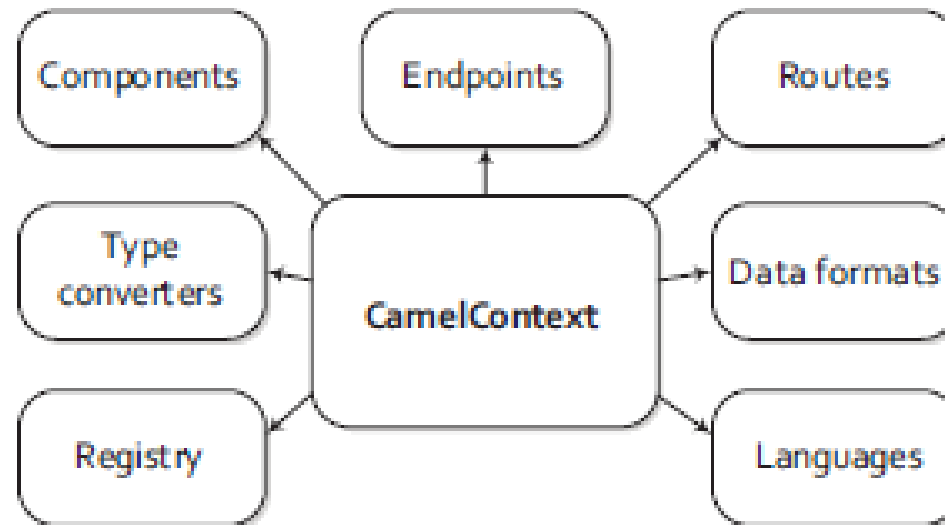 Components
Endpoints
Routes
Type
converters
CamelContext
Data formats
Registry
Languages